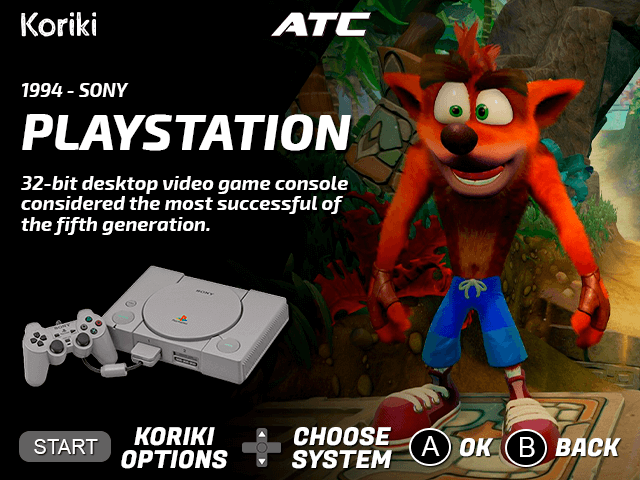 Koriki
ATC
1994 - SONY
PLAYSTATION
32-bit desktop video game console
considered the most successful of
the fifth generation.
SONY
SONY
START
KORIKI
OPTIONS
CHOOSE
SYSTEM
A OK
B BACK